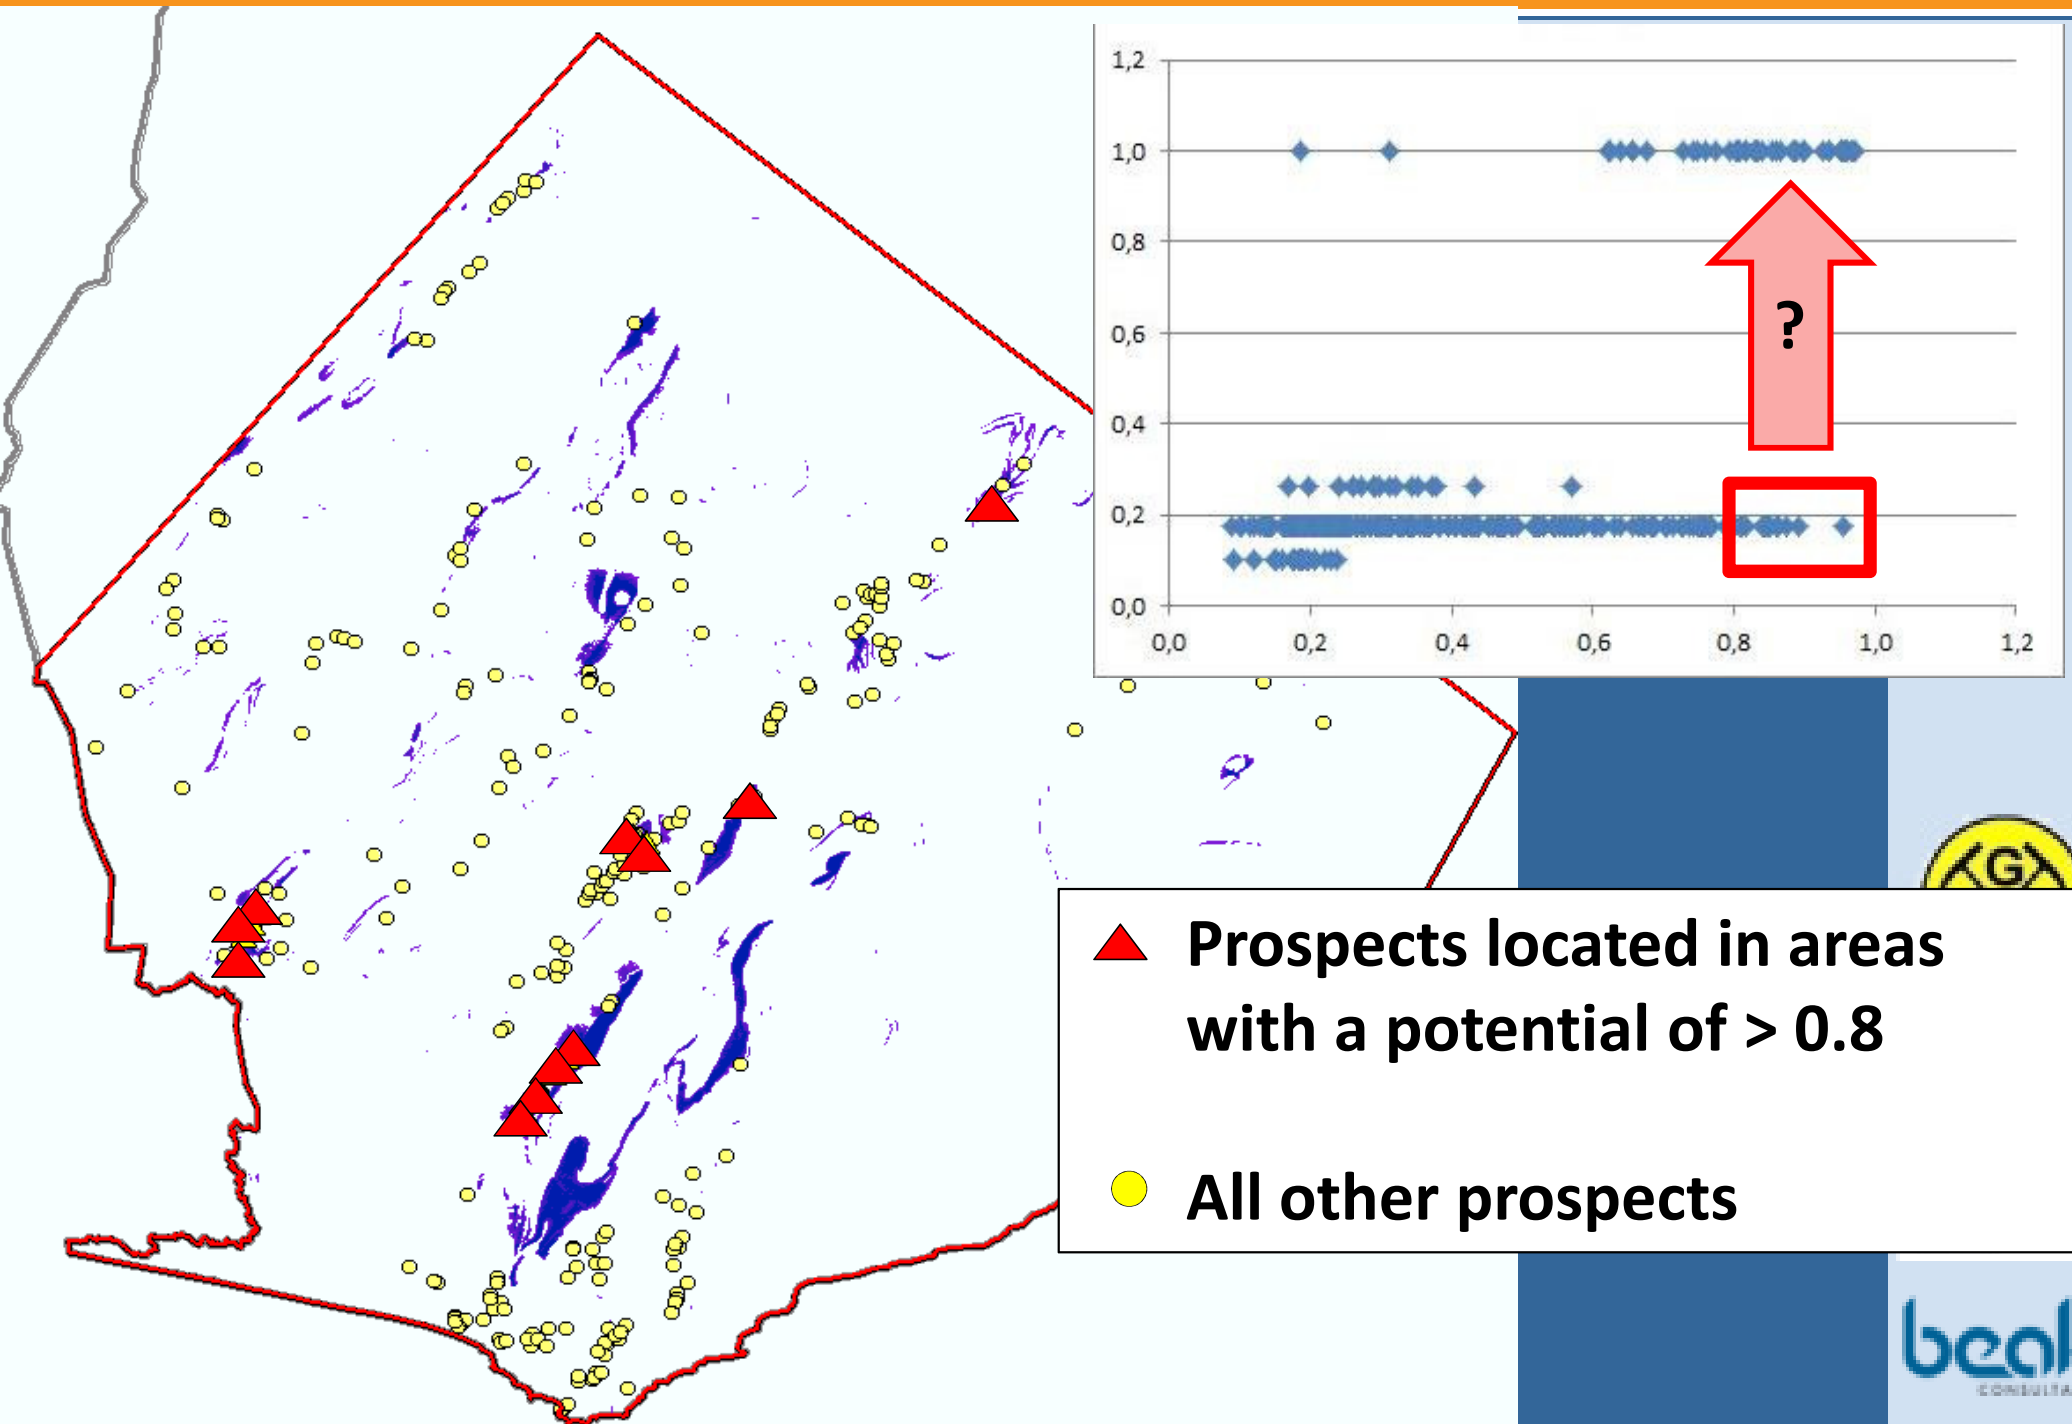 1,2
1,0
0,8
0,6
0,4
0,2
0,0
0,0 0,2 0,4 0,6 0,8 1,0 1,2
?
G
Prospects located in areas
with a potential of > 0.8
All other prospects